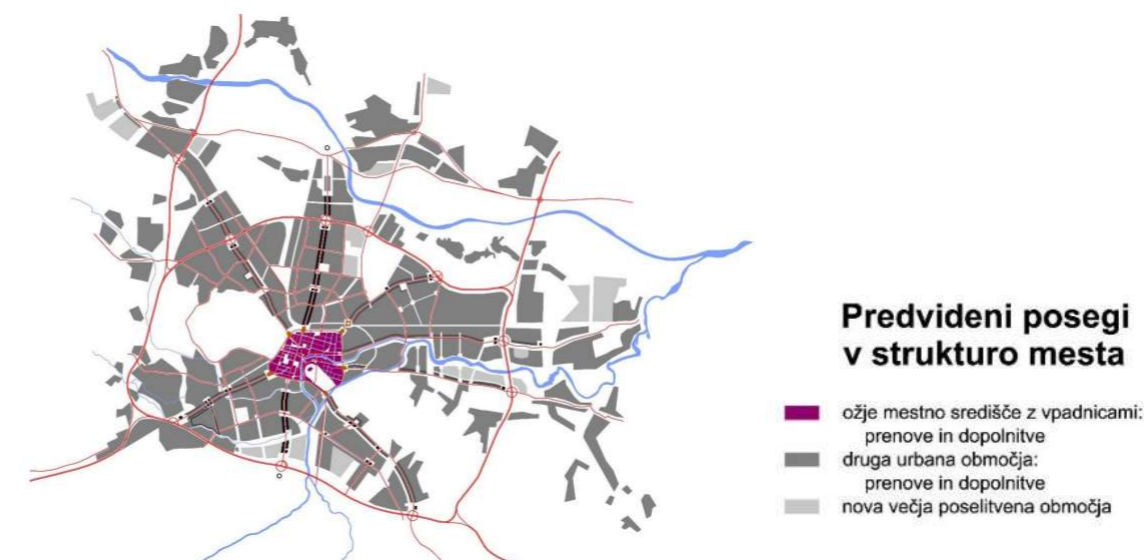 Predvideni posegi
v strukturo mesta
ožje mestno središče z vpadnicami:
prenove in dopolnitve
druga urbana območja:
prenove in dopolnitve
nova večja poselitvena območja